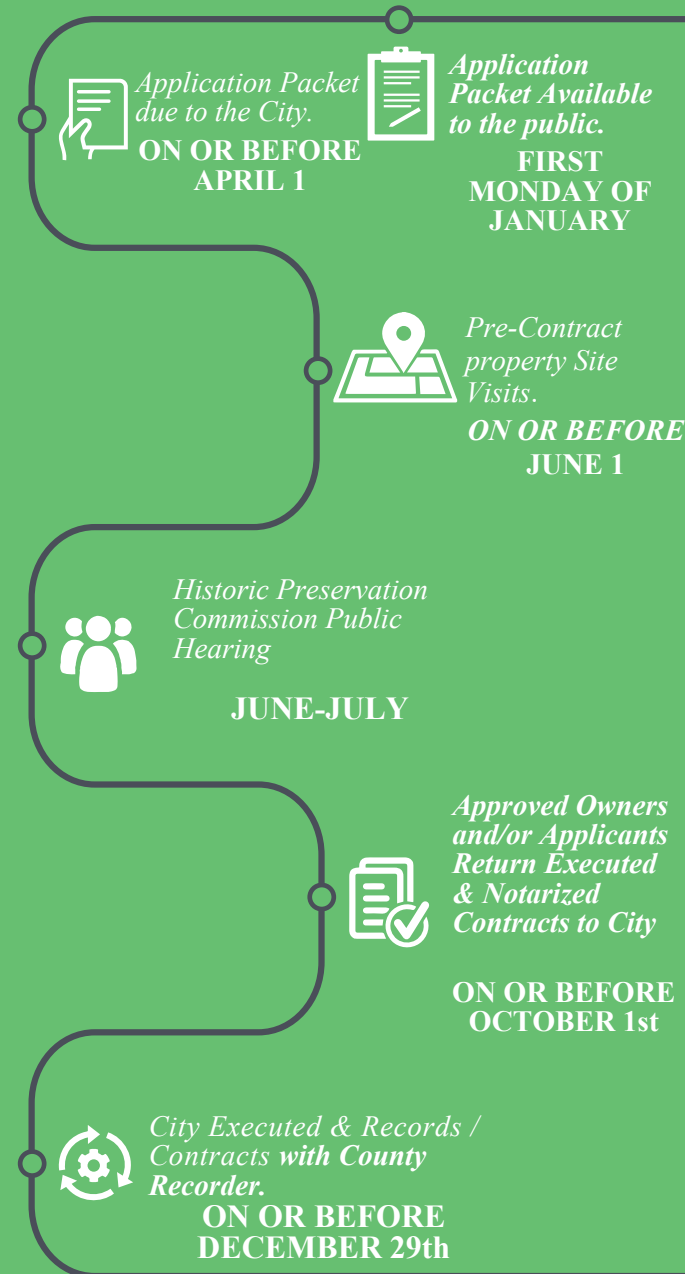 Application Packet
due to the City.
ON OR BEFORE
APRIL 1
Application
Packet Available
to the public.
FIRST
MONDAY OF
JANUARY
Pre-Contract
property Site
Visits.
ON OR BEFORE
JUNE 1
Historic Preservation
Commission Public
Hearing
JUNE-JULY
Approved Owners
and/or Applicants
Return Executed
& Notarized
Contracts to City
ON OR BEFORE
OCTOBER 1st
City Executed & Records /
Contracts with County
Recorder.
ON OR BEFORE
DECEMBER 29th